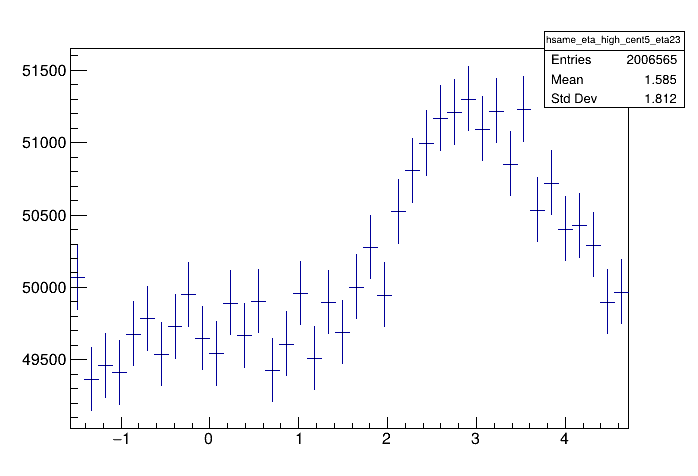 hsame_eta_high_cent5_eta23
Entries 2006565
Mean 1.585
Std Dev 1.812
51500
51000
50500
50000
49500
−1 0 1 2 3 4